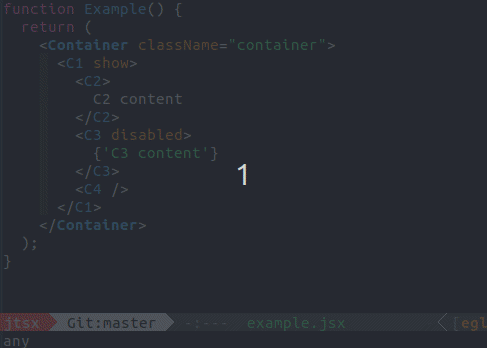 function Example() {
  return (
    <Container className="container">
      <C1 show>
        <C2>
          C2 content
        </C2>
        <C3 disabled>
          {'C3 content'}
        </C3>
        <C4 />
      </C1>
    </Container>
  );
}
1
jtsx Git:master -:--- example.jsx [egl
any